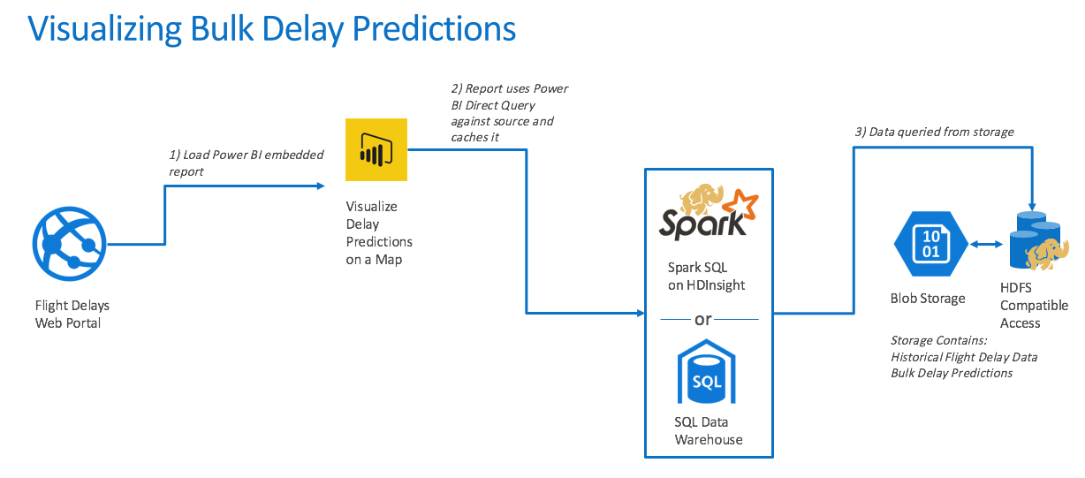 Visualizing Bulk Delay Predictions
1) Load Power BI embedded
report
2) Report uses Power
BI Direct Query
against source and
caches it
3) Data queried from storage
Flight Delays
Web Portal
Visualize
Delay
Predictions
on a Map
Spark
Spark SQL
on HDInsight
or
SQL
SQL Data
Warehouse
10
01
Blob Storage
HDFS
Compatible
Access
Storage Contains:
Historical Flight Delay Data
Bulk Delay Predictions